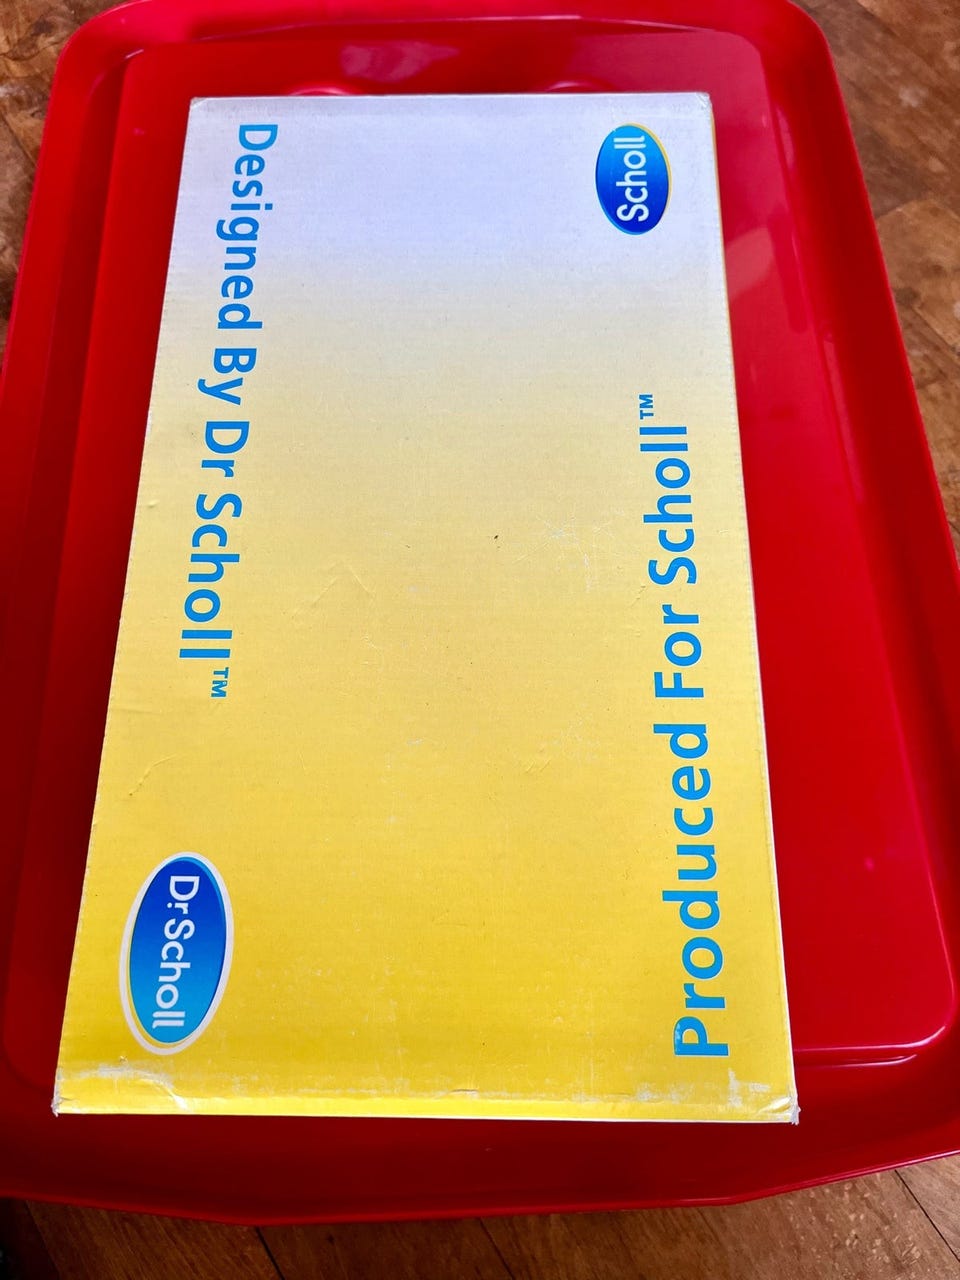 Designed By Dr Scholl™
Dr. Scholl
Scholl
Produced For Scholl™